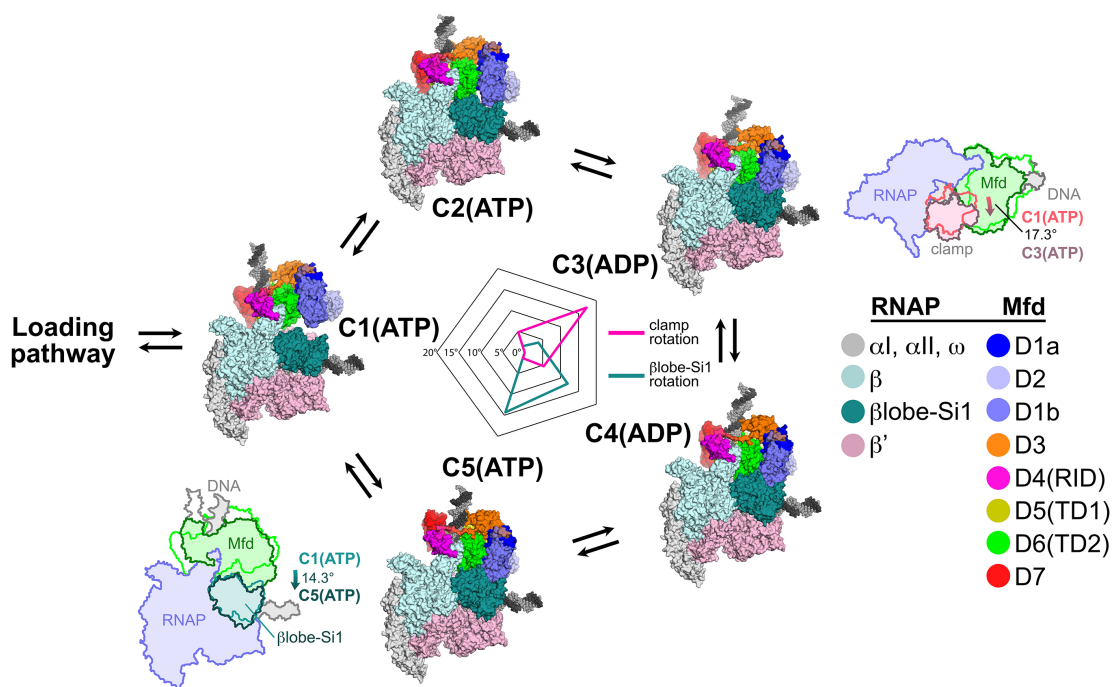 C2(ATP)
C3(ADP)
C1(ATP)
Loading
pathway
20° 15° 10° 5° 0°
clamp
rotation
βlobe-Si1
rotation
C4(ADP)
C5(ATP)
RNAP
Mfd
DNA
clamp
C1(ATP)
17.3°
C3(ATP)
RNAP Mfd
αI, αII, ω
β
βlobe-Si1
β’
D1a
D2
D1b
D3
D4(RID)
D5(TD1)
D6(TD2)
D7
DNA
Mfd
RNAP
C1(ATP)
14.3°
C5(ATP)
βlobe-Si1